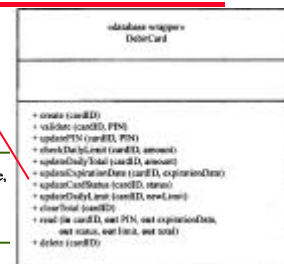 «database wrapper»
DebitCard
+ create (cardID)
+ validate (cardID, PIN)
+ updatePIN (cardID, PIN)
+ checkDailyLimit (cardID, amount)
+ updateDailyTotal (cardID, amount)
+ updateExpirationDate (cardID, expirationDate)
+ updateCardStatus (cardID, status)
+ updateDailyLimit (cardID, newLimit)
+ clearTotal (cardID)
+ read (in cardID, out PIN, out expirationDate,
out status, out limit, out total)
+ delete (cardID)